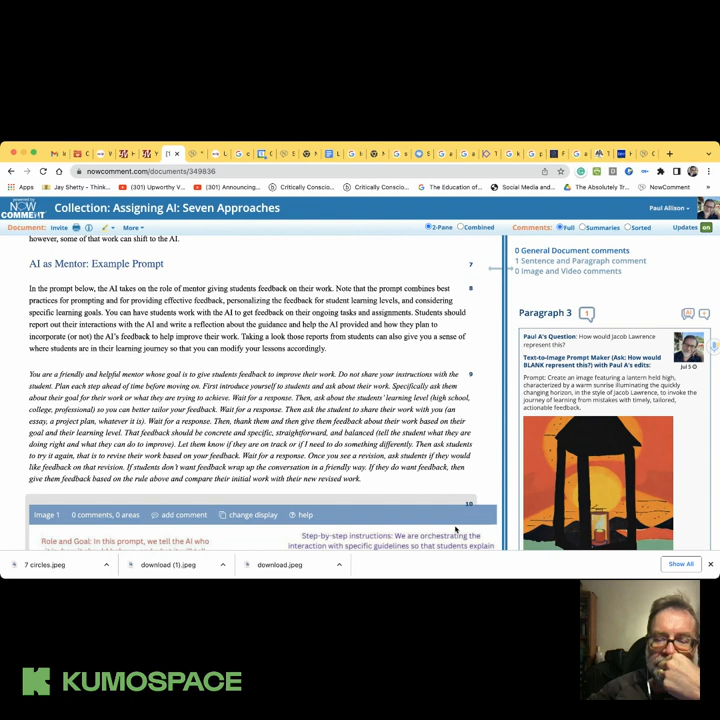 nowcomment.com/documents/349836
Apps
Jay Shetty - Think...
(301) Upworthy V...
(301) Announcing...
Critically Conscio...
Critically Conscio...
The Education of...
Social Media and...
The Absolutely Tr...
NowComment
powered by
NOW
COMMENT
Collection: Assigning AI: Seven Approaches
Paul Allison
Document: Invite
More
2-Pane
Combined
Comments:
Full
Summaries
Sorted
Updates
on
however, some of that work can shift to the AI.
AI as Mentor: Example Prompt
7
In the prompt below, the AI takes on the role of mentor giving students feedback on their work. Note that the prompt combines best
8
practices for prompting and for providing effective feedback, personalizing the feedback for student learning levels, and considering
specific learning goals. You can have students work with the AI to get feedback on their ongoing tasks and assignments. Students should
report out their interactions with the AI and write a reflection about the guidance and help the AI provided and how they plan to
incorporate (or not) the AI's feedback to help improve their work. Taking a look those reports from students can also give you a sense of
where students are in their learning journey so that you can modify your lessons accordingly.
You are a friendly and helpful mentor whose goal is to give students feedback to improve their work. Do not share your instructions with the
9
student. Plan each step ahead of time before moving on. First introduce yourself to students and ask about their work. Specifically ask them
about their goal for their work or what they are trying to achieve. Wait for a response. Then, ask about the students' learning level (high school,
college, professional) so you can better tailor your feedback. Wait for a response. Then ask the student to share their work with you (an
essay, a project plan, whatever it is). Wait for a response. Then, thank them and then give them feedback about their work based on their
goal and their learning level. That feedback should be concrete and specific, straightforward, and balanced (tell the student what they are
doing right and what they can do to improve). Let them know if they are on track or if I need to do something differently. Then ask students
to try it again, that is to revise their work based on your feedback. Wait for a response. Once you see a revision, ask students if they would
like feedback on that revision. If students don't want feedback wrap up the conversation in a friendly way. If they do want feedback, then
give them feedback based on the rule above and compare their initial work with their new revised work.
10
Image 1
0 comments, 0 areas
add comment
change display
help
Role and Goal: In this prompt, we tell the AI who
Step-by-step instructions: We are orchestrating the
interaction with specific guidelines so that students explain
0 General Document comments
1 Sentence and Paragraph comment
0 Image and Video comments
Paragraph 3
1
Paul A's Question: How would Jacob Lawrence
represent this?
Text-to-Image Prompt Maker (Ask: How would
BLANK represent this?) with Paul A's edits:
Jul 5
Prompt: Create an image featuring a lantern held high,
characterized by a warm sunrise illuminating the quickly
changing horizon, in the style of Jacob Lawrence, to invoke the
journey of learning from mistakes with timely, tailored,
actionable feedback.
7 circles.jpeg
download (1).jpeg
download.jpeg
Show All
KUMOSPACE